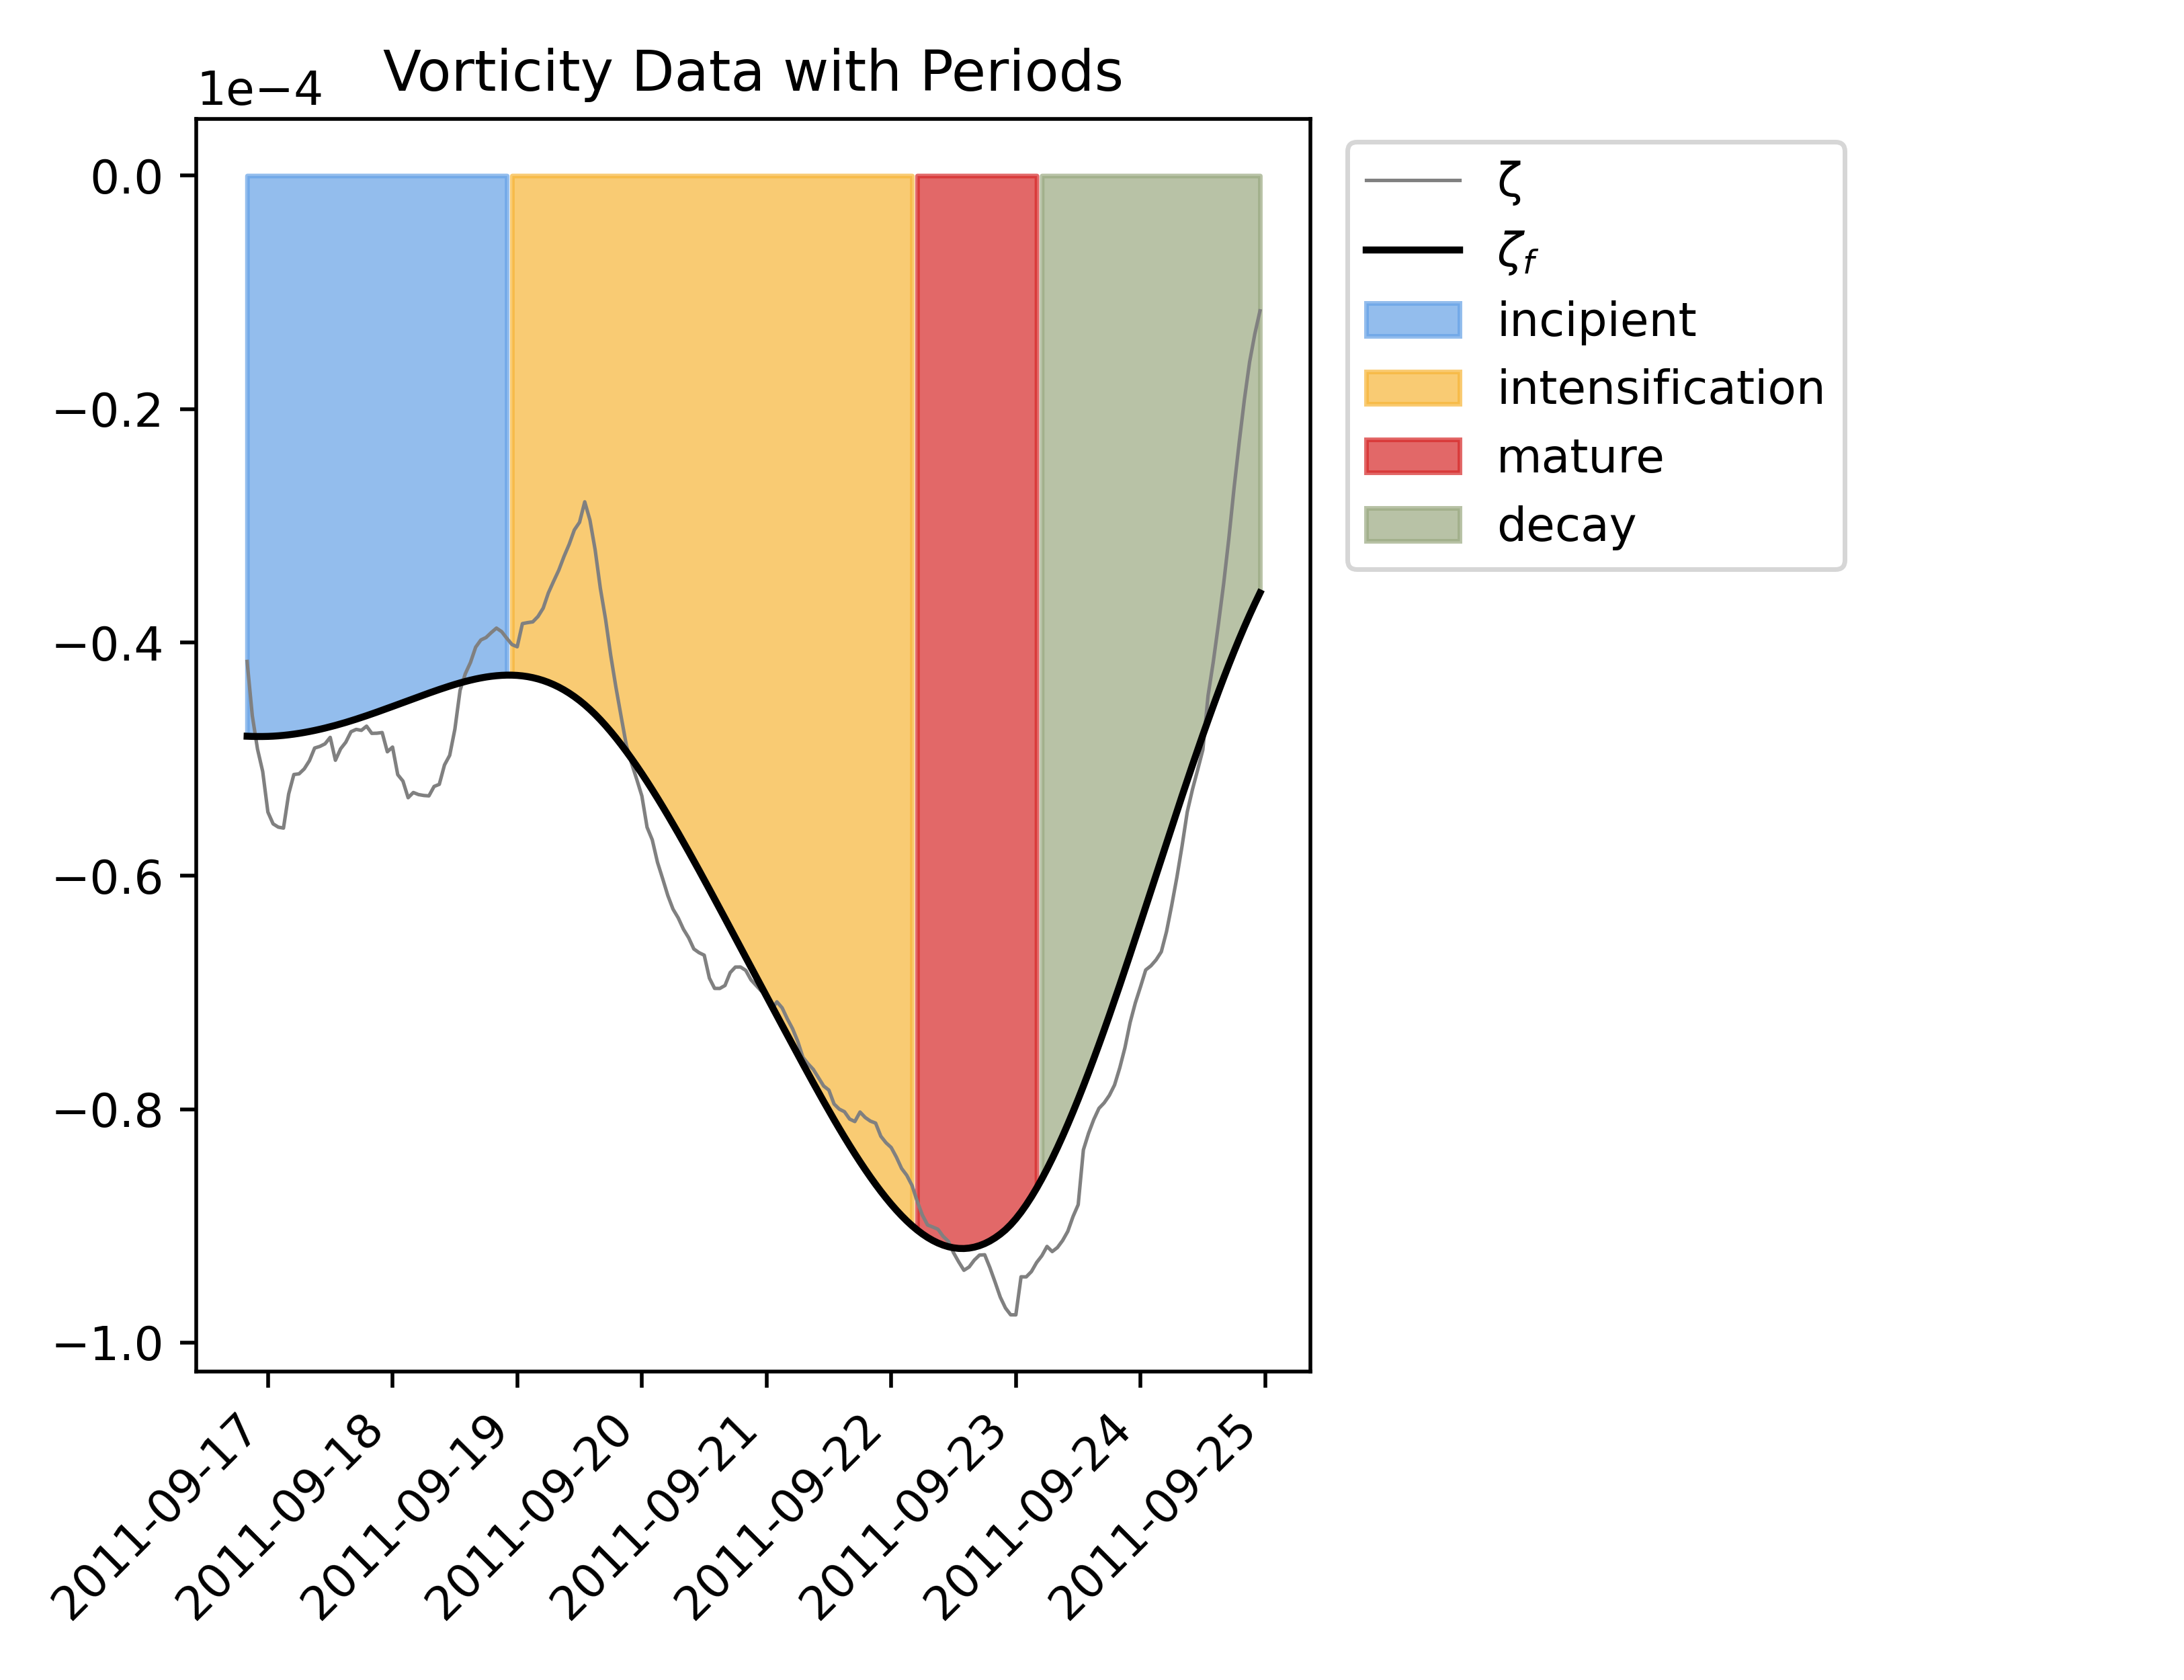 Vorticity Data with Periods
1e−4
0.0
−0.2
−0.4
−0.6
−0.8
−1.0
2011-09-17
2011-09-18
2011-09-19
2011-09-20
2011-09-21
2011-09-22
2011-09-23
2011-09-24
2011-09-25
ζ
ζf
incipient
intensification
mature
decay